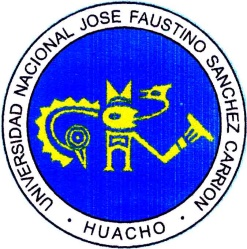 UNIVERSIDAD NACIONAL JOSE FAUSTINO SANCHEZ CARRION
· HUACHO ·